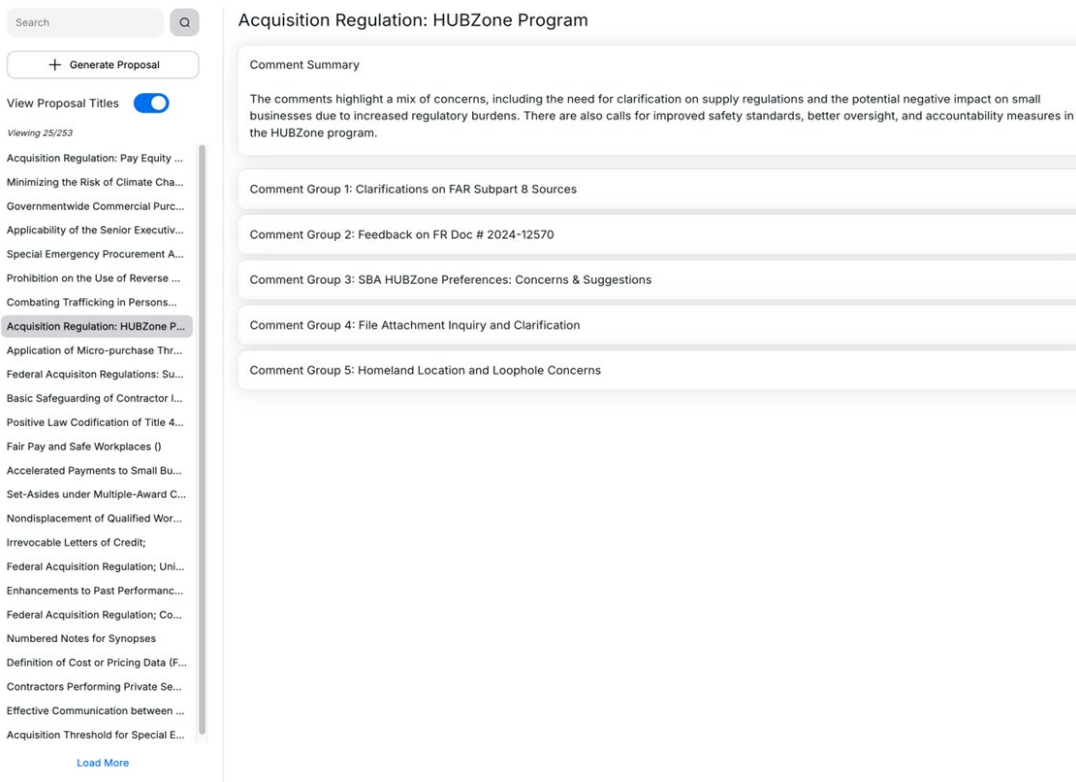 Search
Generate Proposal
View Proposal Titles
Viewing 25/253
Acquisition Regulation: Pay Equity ...
Minimizing the Risk of Climate Cha...
Governmentwide Commercial Purc...
Applicability of the Senior Executiv...
Special Emergency Procurement A...
Prohibition on the Use of Reverse ...
Combating Trafficking in Persons...
Acquisition Regulation: HUBZone P...
Application of Micro-purchase Thr...
Federal Acquisiton Regulations: Su...
Basic Safeguarding of Contractor I...
Positive Law Codification of Title 4...
Fair Pay and Safe Workplaces ()
Accelerated Payments to Small Bu...
Set-Asides under Multiple-Award C...
Nondisplacement of Qualified Wor...
Irrevocable Letters of Credit;
Federal Acquisition Regulation; Uni...
Enhancements to Past Performanc...
Federal Acquisition Regulation; Co...
Numbered Notes for Synopses
Definition of Cost or Pricing Data (F...
Contractors Performing Private Se...
Effective Communication between ...
Acquisition Threshold for Special E...
Load More
Acquisition Regulation: HUBZone Program
Comment Summary
The comments highlight a mix of concerns, including the need for clarification on supply regulations and the potential negative impact on small
businesses due to increased regulatory burdens. There are also calls for improved safety standards, better oversight, and accountability measures in
the HUBZone program.
Comment Group 1: Clarifications on FAR Subpart 8 Sources
Comment Group 2: Feedback on FR Doc # 2024-12570
Comment Group 3: SBA HUBZone Preferences: Concerns & Suggestions
Comment Group 4: File Attachment Inquiry and Clarification
Comment Group 5: Homeland Location and Loophole Concerns